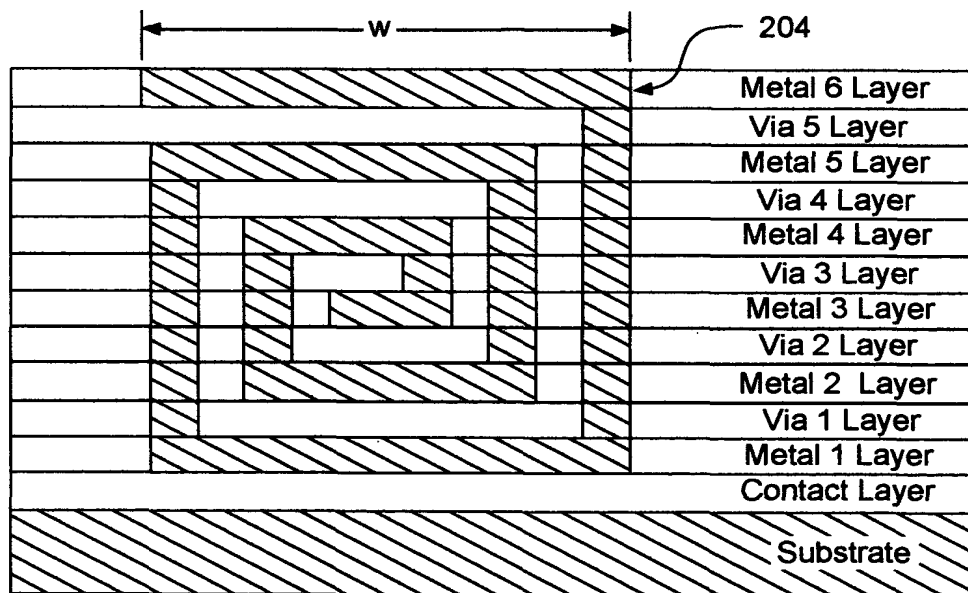 w
204
Metal 6 Layer
Via 5 Layer
Metal 5 Layer
Via 4 Layer
Metal 4 Layer
Via 3 Layer
Metal 3 Layer
Via 2 Layer
Metal 2 Layer
Via 1 Layer
Metal 1 Layer
Contact Layer
Substrate